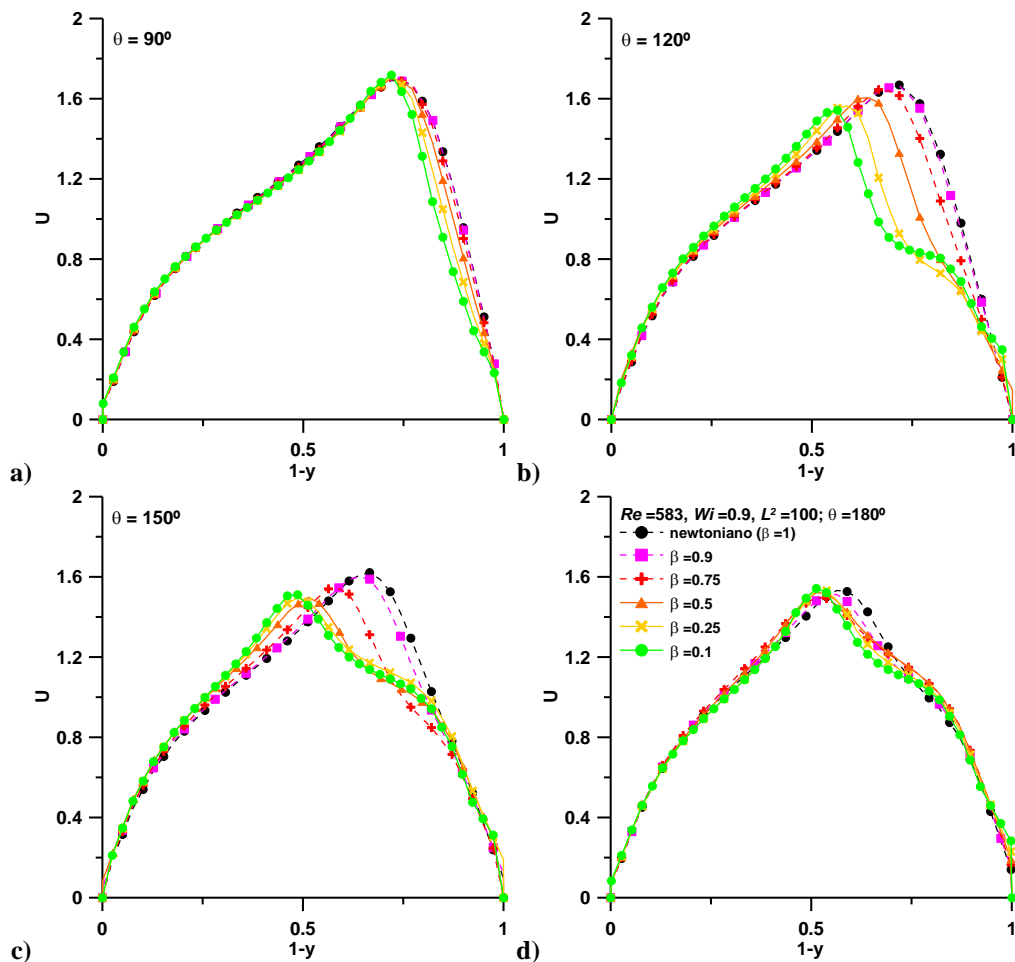 θ = 90º
2
1.6
1.2
U
0.8
0.4
0
0
0.5
1
1-y
a)
θ = 120º
2
1.6
1.2
U
0.8
0.4
0
0
0.5
1
1-y
b)
θ = 150º
2
1.6
1.2
U
0.8
0.4
0
0
0.5
1
1-y
c)
Re =583, Wi =0.9, L² =100; θ =180º
newtoniano (β =1)
β =0.9
β =0.75
β =0.5
β =0.25
β =0.1
2
1.6
1.2
U
0.8
0.4
0
0
0.5
1
1-y
d)